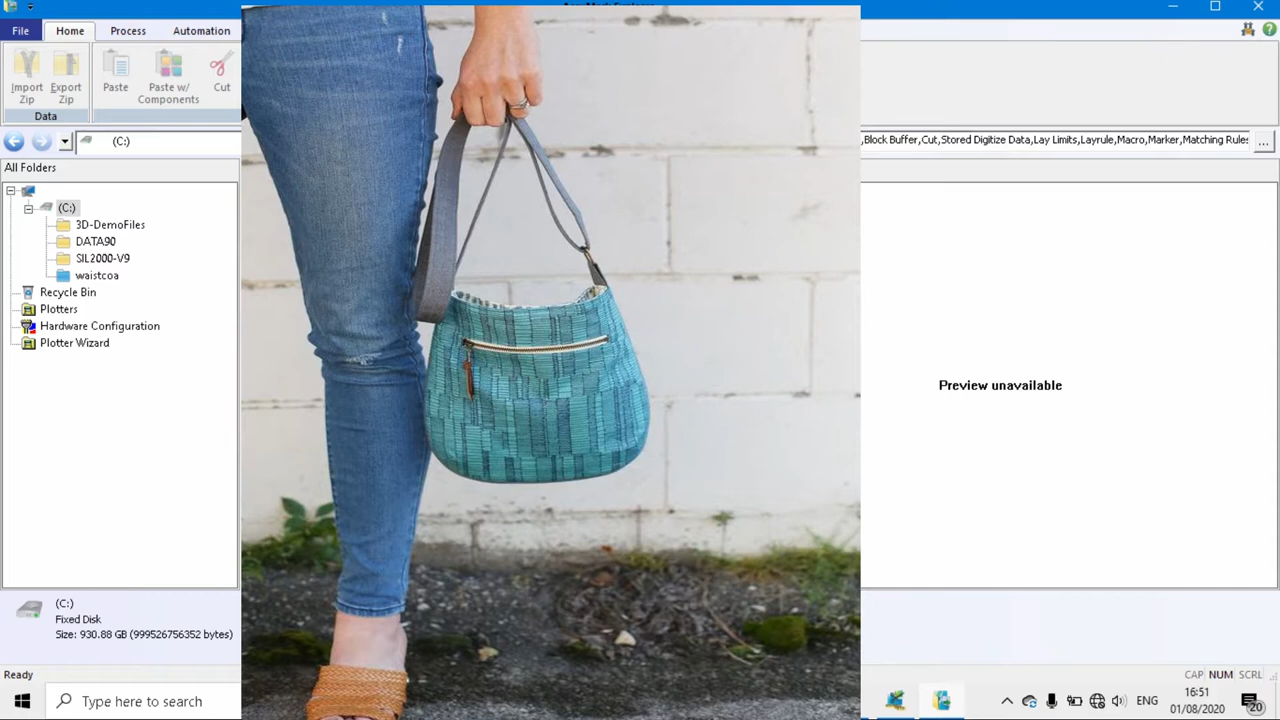 File Home Process Automation
Import Zip
Export Zip
Paste
Paste w/ Components
Cut
Data
(C:)
,Block Buffer,Cut,Stored Digitize Data,Lay Limits,Layrule,Macro,Marker,Matching Rule
...
All Folders
(C:)
3D-DemoFiles
DATA90
SIL2000-V9
waistcoa
Recycle Bin
Plotters
Hardware Configuration
Plotter Wizard
Preview unavailable
(C:)
Fixed Disk
Size: 930.88 GB (999526756352 bytes)
Ready
CAP NUM SCRL
Type here to search
ENG
16:51
01/08/2020
20